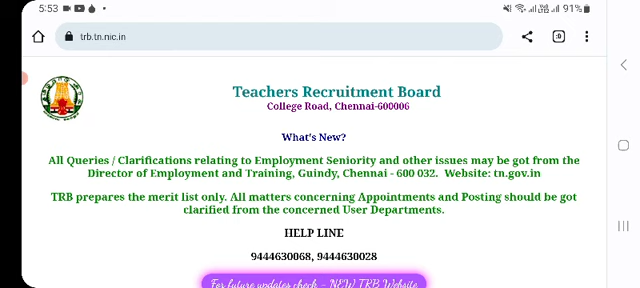 5:53
91%
trb.tn.nic.in
:0
Teachers Recruitment Board
College Road, Chennai-600006
What's New?
All Queries / Clarifications relating to Employment Seniority and other issues may be got from the
Director of Employment and Training, Guindy, Chennai - 600 032. Website: tn.gov.in
TRB prepares the merit list only. All matters concerning Appointments and Posting should be got
clarified from the concerned User Departments.
HELP LINE
9444630068, 9444630028
For future updates check - NEW TRB Website